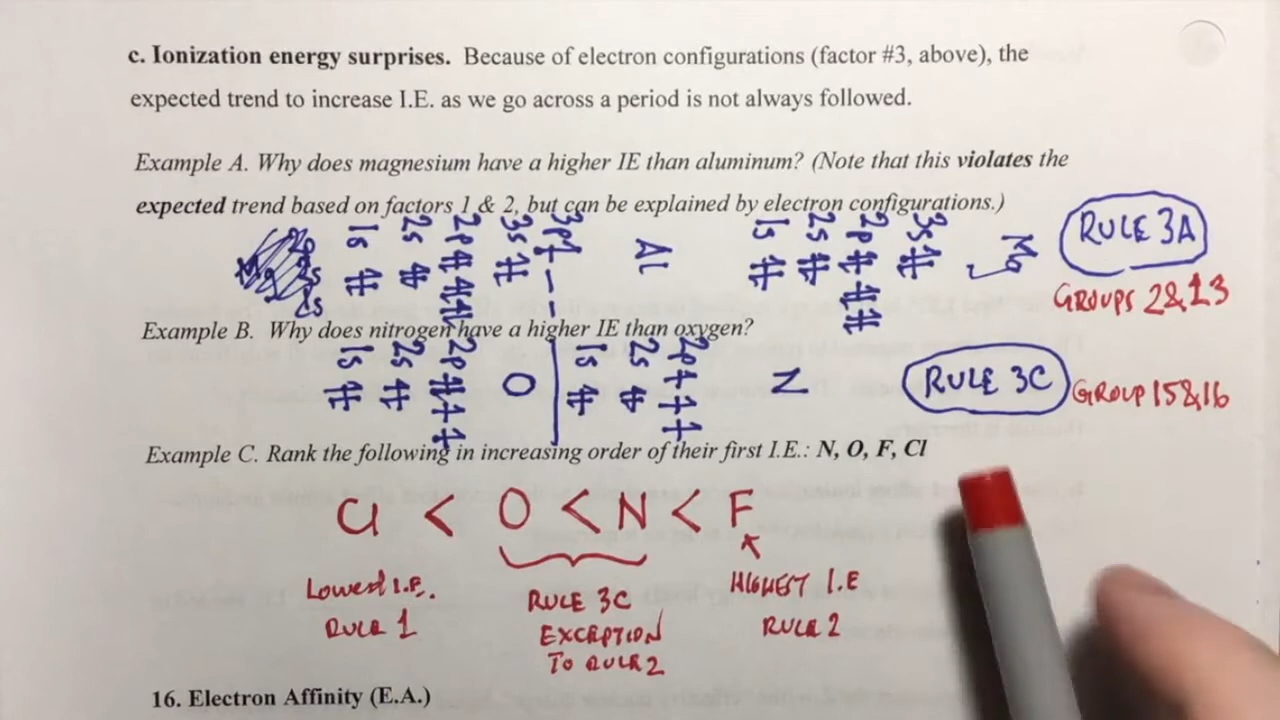 c. Ionization energy surprises. Because of electron configurations (factor #3, above), the
expected trend to increase I.E. as we go across a period is not always followed.
Example A. Why does magnesium have a higher IE than aluminum? (Note that this violates the
expected trend based on factors 1 & 2, but can be explained by electron configurations.)
1s 2s 2p 3s 3p Al
1s 2s 2p 3s Mg
RULE 3A
GROUPS 2&13
Example B. Why does nitrogen have a higher IE than oxygen?
1s 2s 2p O
1s 2s 2p N
RULE 3C
GROUP 15&16
Example C. Rank the following in increasing order of their first I.E.: N, O, F, Cl
Cl < O < N < F
Lowest I.E.
RULE 1
RULE 3C
EXCEPTION
TO RULE 2
HIGHEST I.E
RULE 2
16. Electron Affinity (E.A.)